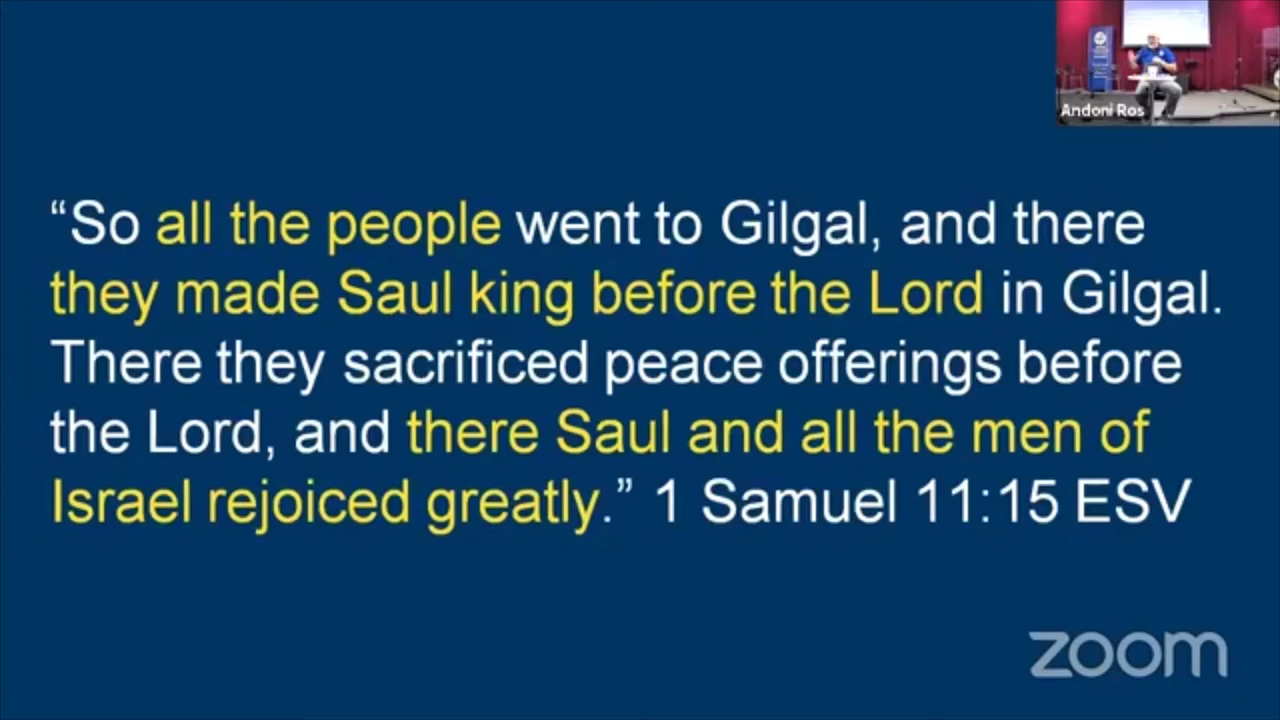 Andoni Ros
“So all the people went to Gilgal, and there
they made Saul king before the Lord in Gilgal.
There they sacrificed peace offerings before
the Lord, and there Saul and all the men of
Israel rejoiced greatly.” 1 Samuel 11:15 ESV
zoom